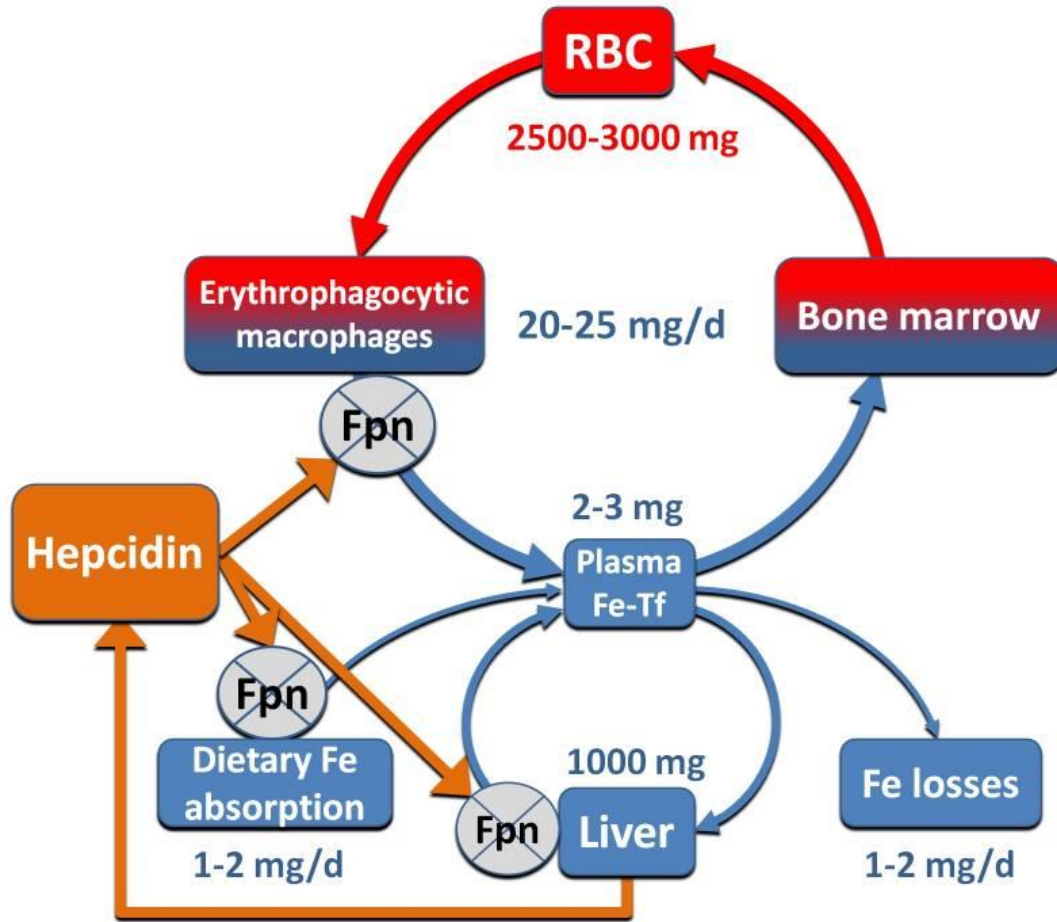 RBC
2500-3000 mg
Erythrophagocytic
macrophages
20-25 mg/d
Bone marrow
Fpn
Hepcidin
2-3 mg
Plasma
Fe-Tf
Fpn
Dietary Fe
absorption
1-2 mg/d
1000 mg
Fpn
Liver
Fe losses
1-2 mg/d